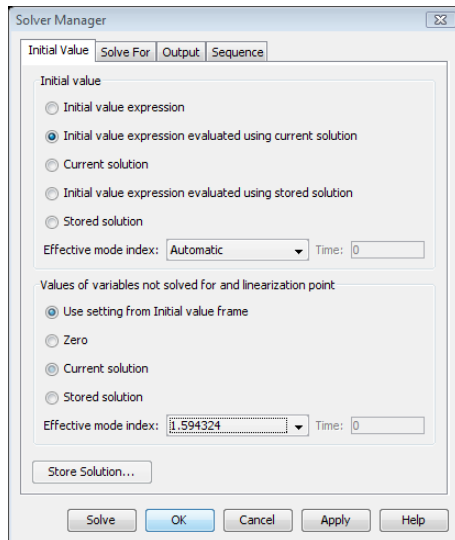 Solver Manager
Initial Value Solve For Output Sequence
Initial value
Initial value expression
Initial value expression evaluated using current solution
Current solution
Initial value expression evaluated using stored solution
Stored solution
Effective mode index: Automatic Time: 0
Values of variables not solved for and linearization point
Use setting from Initial value frame
Zero
Current solution
Stored solution
Effective mode index: 1.594324 Time: 0
Store Solution...
Solve OK Cancel Apply Help